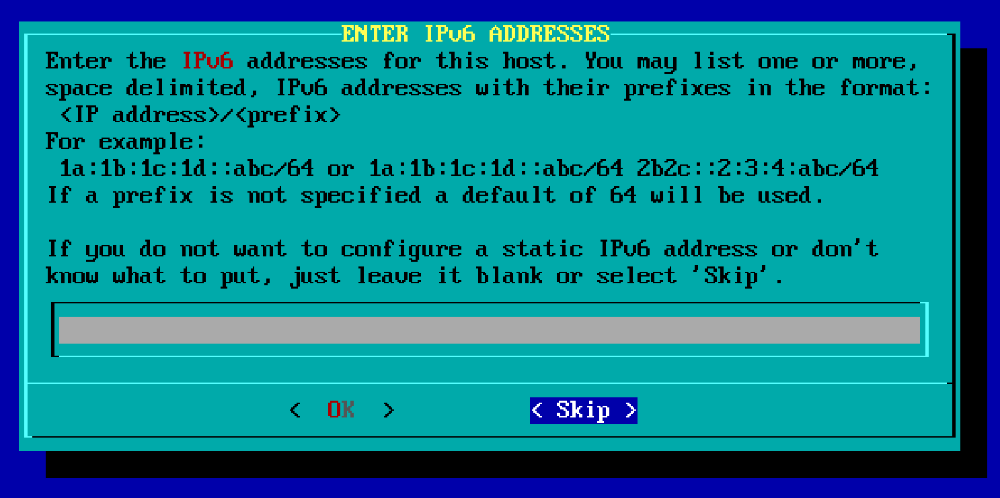 ENTER IPv6 ADDRESSES
Enter the IPv6 addresses for this host. You may list one or more,
space delimited, IPv6 addresses with their prefixes in the format:
<IP address>/<prefix>
For example:
1a:1b:1c:1d::abc/64 or 1a:1b:1c:1d::abc/64 2b2c::2:3:4:abc/64
If a prefix is not specified a default of 64 will be used.
If you do not want to configure a static IPv6 address or don't
know what to put, just leave it blank or select 'Skip'.
< OK > < Skip >